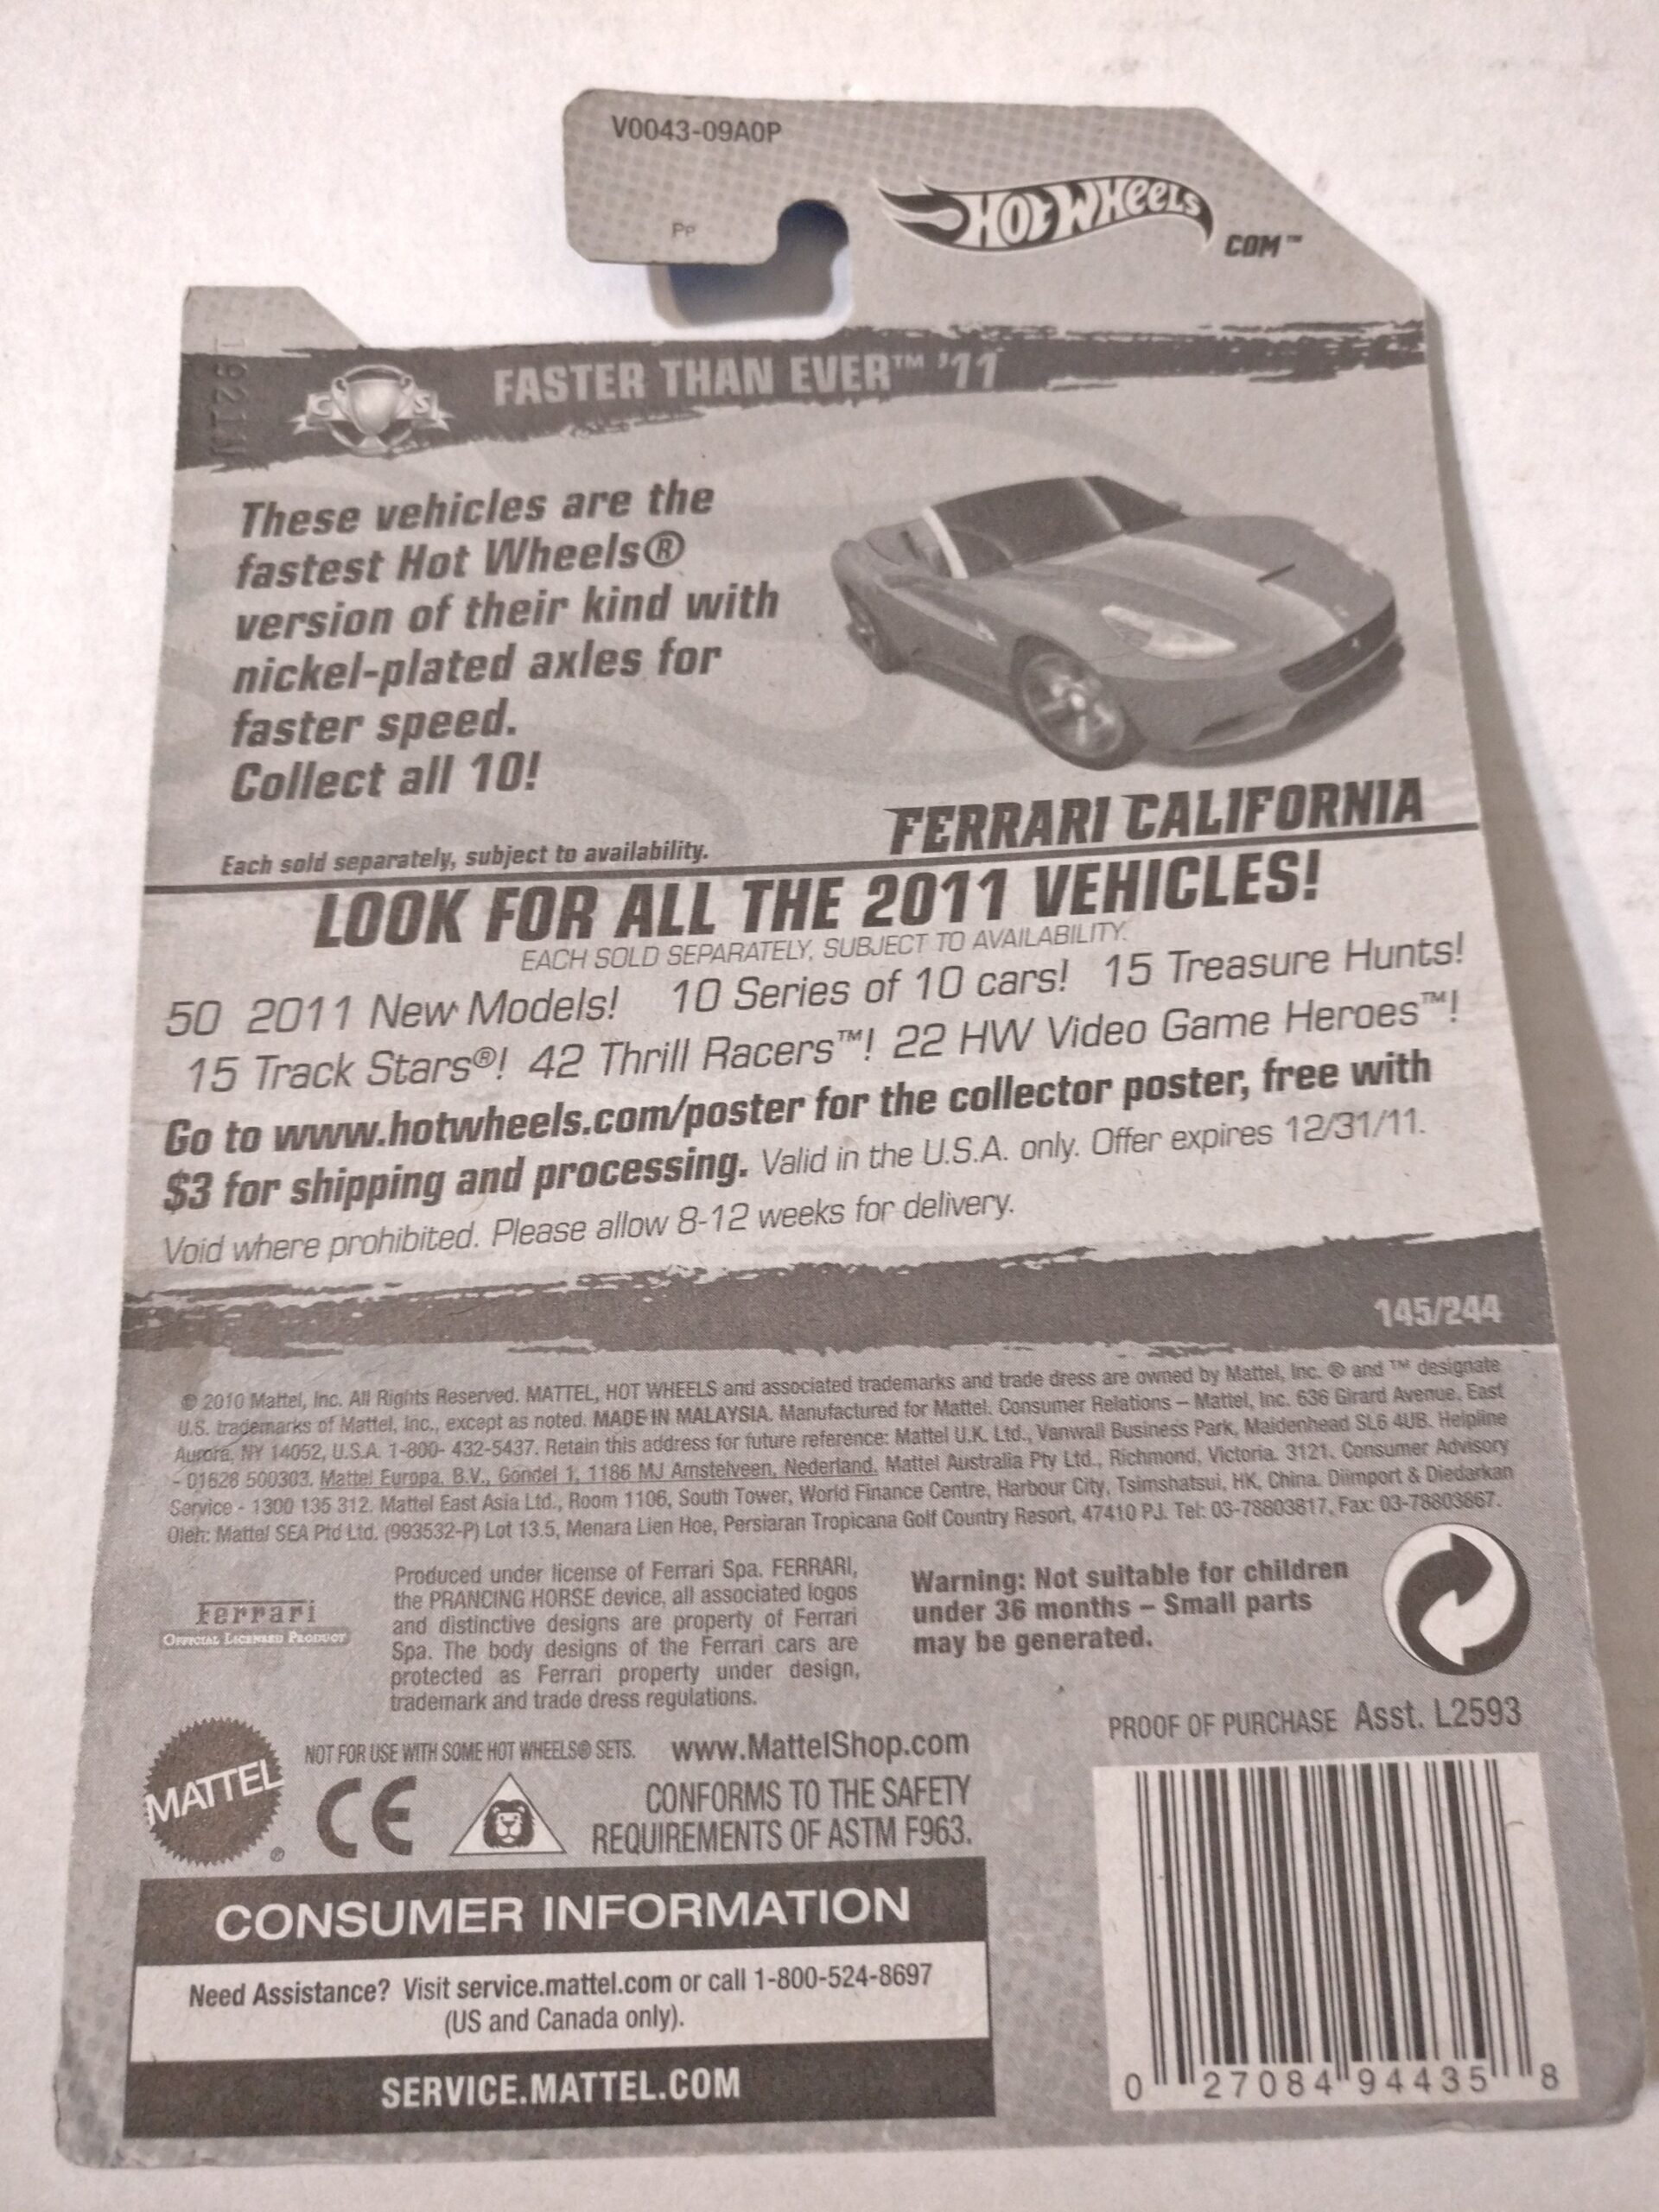 V0043-09A0P
Pp
HOT WHEELS
COM™
FASTER THAN EVER™ '11
These vehicles are the
fastest Hot Wheels®
version of their kind with
nickel-plated axles for
faster speed.
Collect all 10!
Each sold separately, subject to availability.
FERRARI CALIFORNIA
LOOK FOR ALL THE 2011 VEHICLES!
EACH SOLD SEPARATELY, SUBJECT TO AVAILABILITY.
50 2011 New Models! 10 Series of 10 cars! 15 Treasure Hunts!
15 Track Stars®! 42 Thrill Racers™! 22 HW Video Game Heroes™!
Go to www.hotwheels.com/poster for the collector poster, free with
$3 for shipping and processing. Valid in the U.S.A. only. Offer expires 12/31/11.
Void where prohibited. Please allow 8-12 weeks for delivery.
145/244
© 2010 Mattel, Inc. All Rights Reserved. MATTEL, HOT WHEELS and associated trademarks and trade dress are owned by Mattel, Inc. ® and ™ designate
U.S. trademarks of Mattel, Inc., except as noted. MADE IN MALAYSIA. Manufactured for Mattel. Consumer Relations – Mattel, Inc. 636 Girard Avenue, East
Aurora, NY 14052, U.S.A. 1-800- 432-5437. Retain this address for future reference: Mattel U.K. Ltd., Vanwall Business Park, Maidenhead SL6 4UB. Helpline
- 01628 500303. Mattel Europa, B.V., Gondel 1, 1186 MJ Amstelveen, Nederland. Mattel Australia Pty Ltd., Richmond, Victoria. 3121. Consumer Advisory
Service - 1300 135 312. Mattel East Asia Ltd., Room 1106, South Tower, World Finance Centre, Harbour City, Tsimshatsui, HK, China. Diimport & Diedarkan
Oleh: Mattel SEA Ptd Ltd. (993532-P) Lot 13.5, Menara Lien Hoe, Persiaran Tropicana Golf Country Resort, 47410 PJ. Tel: 03-78803817, Fax: 03-78803867.
Ferrari
OFFICIAL LICENSED PRODUCT
Produced under license of Ferrari Spa. FERRARI,
the PRANCING HORSE device, all associated logos
and distinctive designs are property of Ferrari
Spa. The body designs of the Ferrari cars are
protected as Ferrari property under design,
trademark and trade dress regulations.
Warning: Not suitable for children
under 36 months – Small parts
may be generated.
PROOF OF PURCHASE Asst. L2593
MATTEL®
NOT FOR USE WITH SOME HOT WHEELS® SETS. www.MattelShop.com
CE
CONFORMS TO THE SAFETY
REQUIREMENTS OF ASTM F963.
CONSUMER INFORMATION
Need Assistance? Visit service.mattel.com or call 1-800-524-8697
(US and Canada only).
SERVICE.MATTEL.COM
0 27084 94435 8